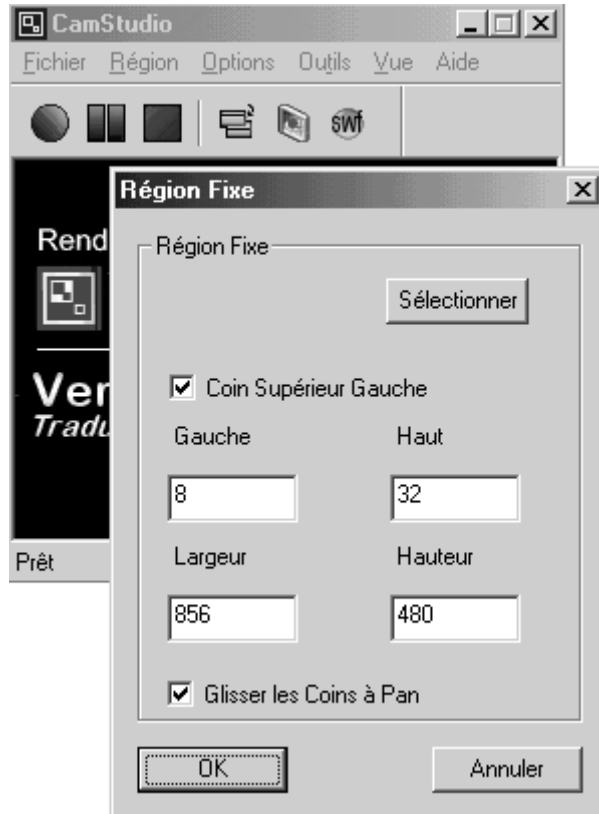 CamStudio
Fichier Région Options Outils Vue Aide
swf
Région Fixe
Rend
Région Fixe
Sélectionner
Ver
Tradu
Coin Supérieur Gauche
Gauche Haut
8 32
Prêt
Largeur Hauteur
856 480
Glisser les Coins à Pan
OK Annuler